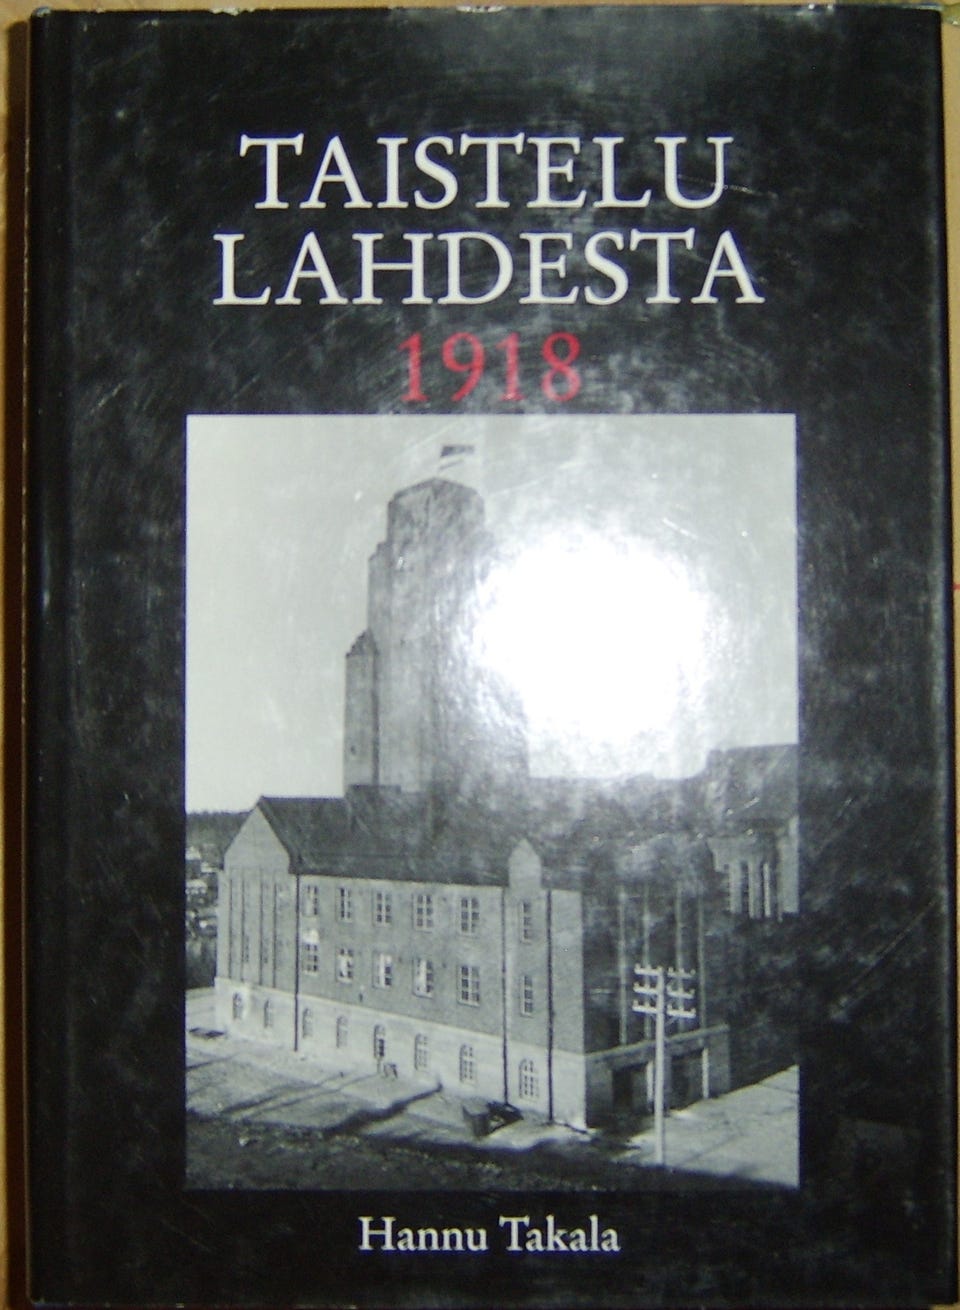 TAISTELU
LAHDESTA
1918
Hannu Takala